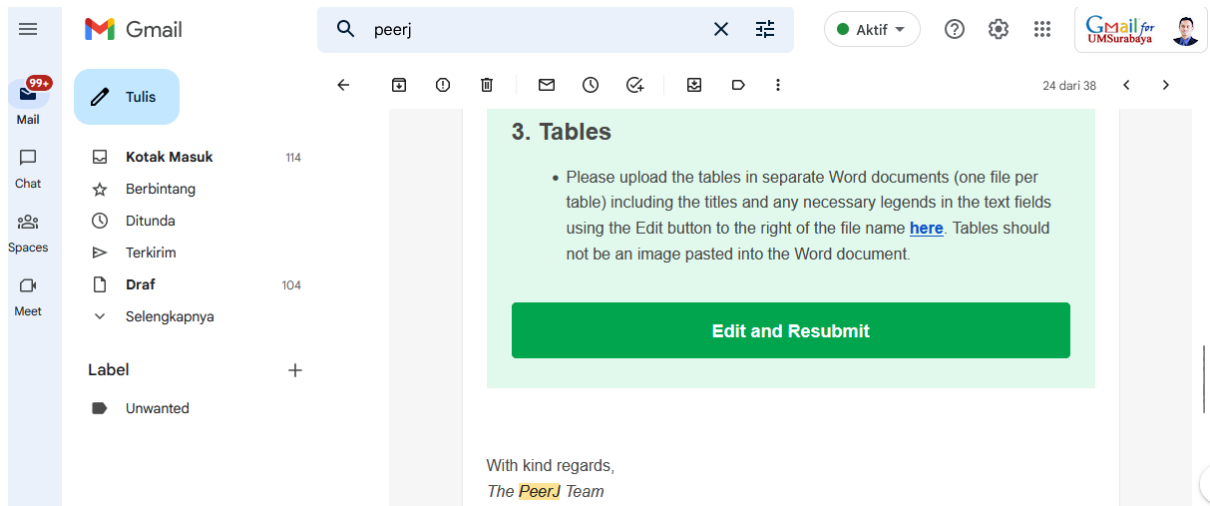 Gmail
peerj
Aktif
GMail for
UMSurabaya
99+
Mail
Chat
Spaces
Meet
Tulis
Kotak Masuk 114
Berbintang
Ditunda
Terkirim
Draf 104
Selengkapnya
Label
Unwanted
24 dari 38
3. Tables
• Please upload the tables in separate Word documents (one file per
table) including the titles and any necessary legends in the text fields
using the Edit button to the right of the file name here. Tables should
not be an image pasted into the Word document.
Edit and Resubmit
With kind regards,
The PeerJ Team